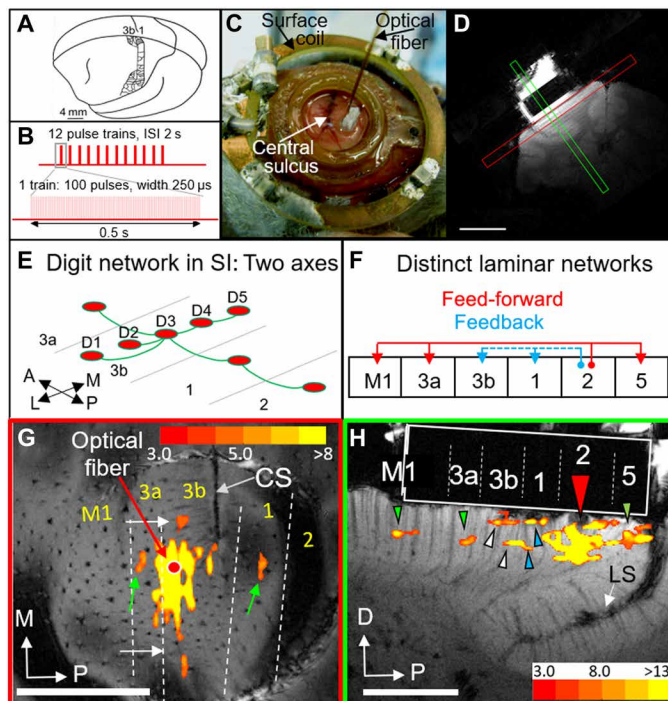 A
3b 1
4 mm
B
12 pulse trains, ISI 2 s
1 train: 100 pulses, width 250 µs
0.5 s
C
Surface
coil
Optical
fiber
Central
sulcus
D
E
Digit network in SI: Two axes
D5
D4
D3
D2
D1
3a
3b
1
2
A
M
L
P
F
Distinct laminar networks
Feed-forward
Feedback
M1 3a 3b 1 2 5
G
Optical
fiber
3.0 5.0 >8
CS
3a 3b
M1
1
2
M
P
H
M1 3a 3b 1 2 5
LS
D
P
3.0 8.0 >13